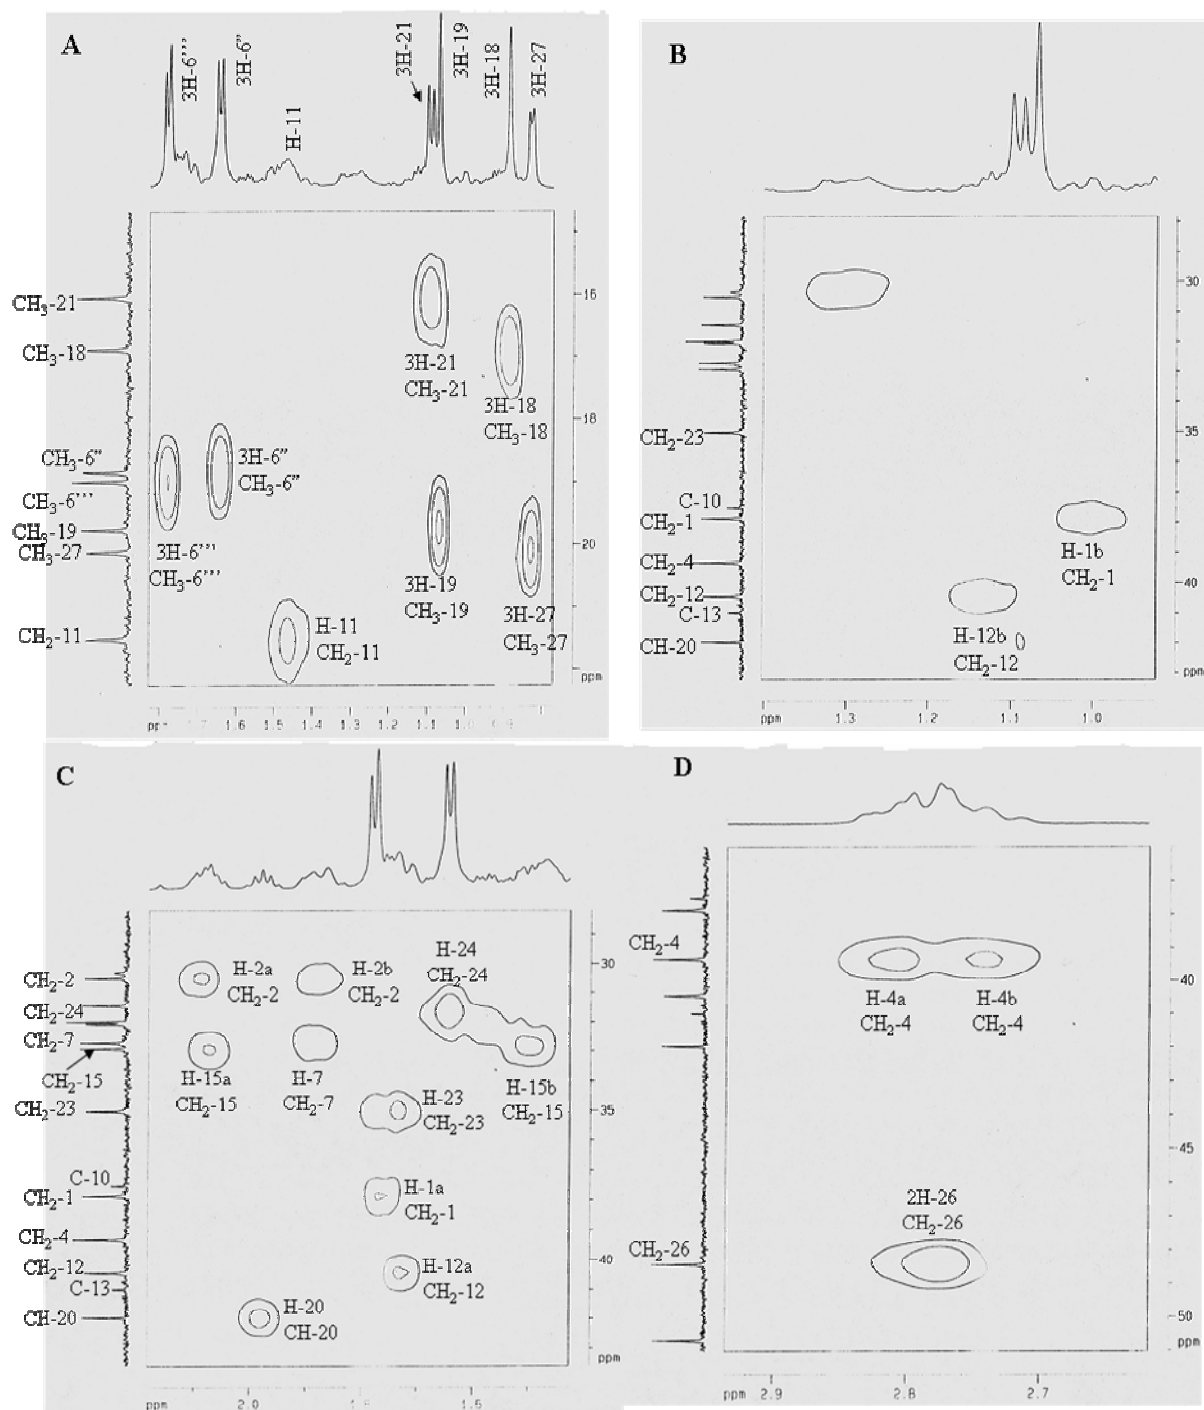 A
3H-6'''
3H-6''
H-11
3H-21
3H-19
3H-18
3H-27
CH₃-21
CH₃-18
CH₃-6''
CH₃-6'''
CH₃-19
CH₃-27
CH₂-11
3H-21
CH₃-21
3H-18
CH₃-18
3H-6''
CH₃-6''
3H-6'''
CH₃-6'''
3H-19
CH₃-19
3H-27
CH₃-27
H-11
CH₂-11
15
18
20
ppm
1.6 1.5 1.4 1.3 1.2 1.1
B
CH₂-23
C-10
CH₂-1
CH₂-4
CH₂-12
C-13
CH-20
H-1b
CH₂-1
H-12b
CH₂-12
30
35
40
ppm
ppm 1.3 1.2 1.1 1.0
C
CH₂-2
CH₂-24
CH₂-7
CH₂-15
CH₂-23
C-10
CH₂-1
CH₂-4
CH₂-12
C-13
CH-20
H-2a
CH₂-2
H-2b
CH₂-2
H-24
CH₂-24
H-15a
CH₂-15
H-7
CH₂-7
H-15b
CH₂-15
H-23
CH₂-23
H-1a
CH₂-1
H-12a
CH₂-12
H-20
CH-20
30
35
40
ppm
ppm 2.0 1.5
D
CH₂-4
CH₂-26
H-4a
CH₂-4
H-4b
CH₂-4
2H-26
CH₂-26
40
45
50
ppm
ppm 2.9 2.8 2.7